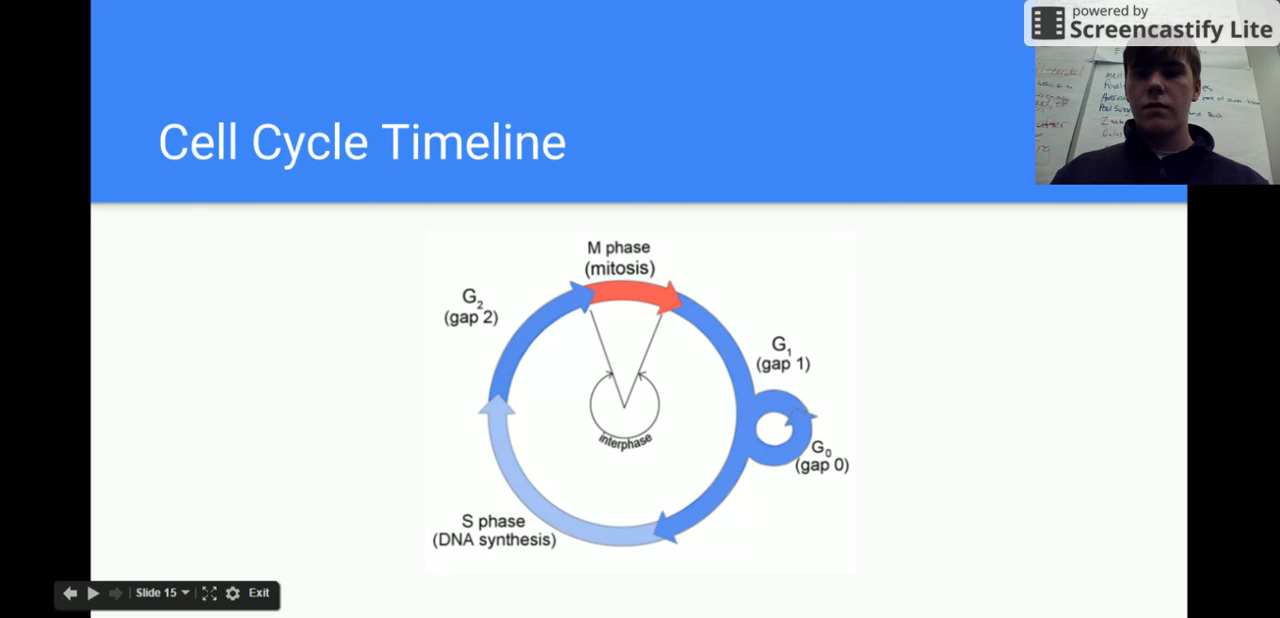 powered by
Screencastify Lite
Cell Cycle Timeline
M phase
(mitosis)
G2
(gap 2)
G1
(gap 1)
interphase
G0
(gap 0)
S phase
(DNA synthesis)
Slide 15
Exit